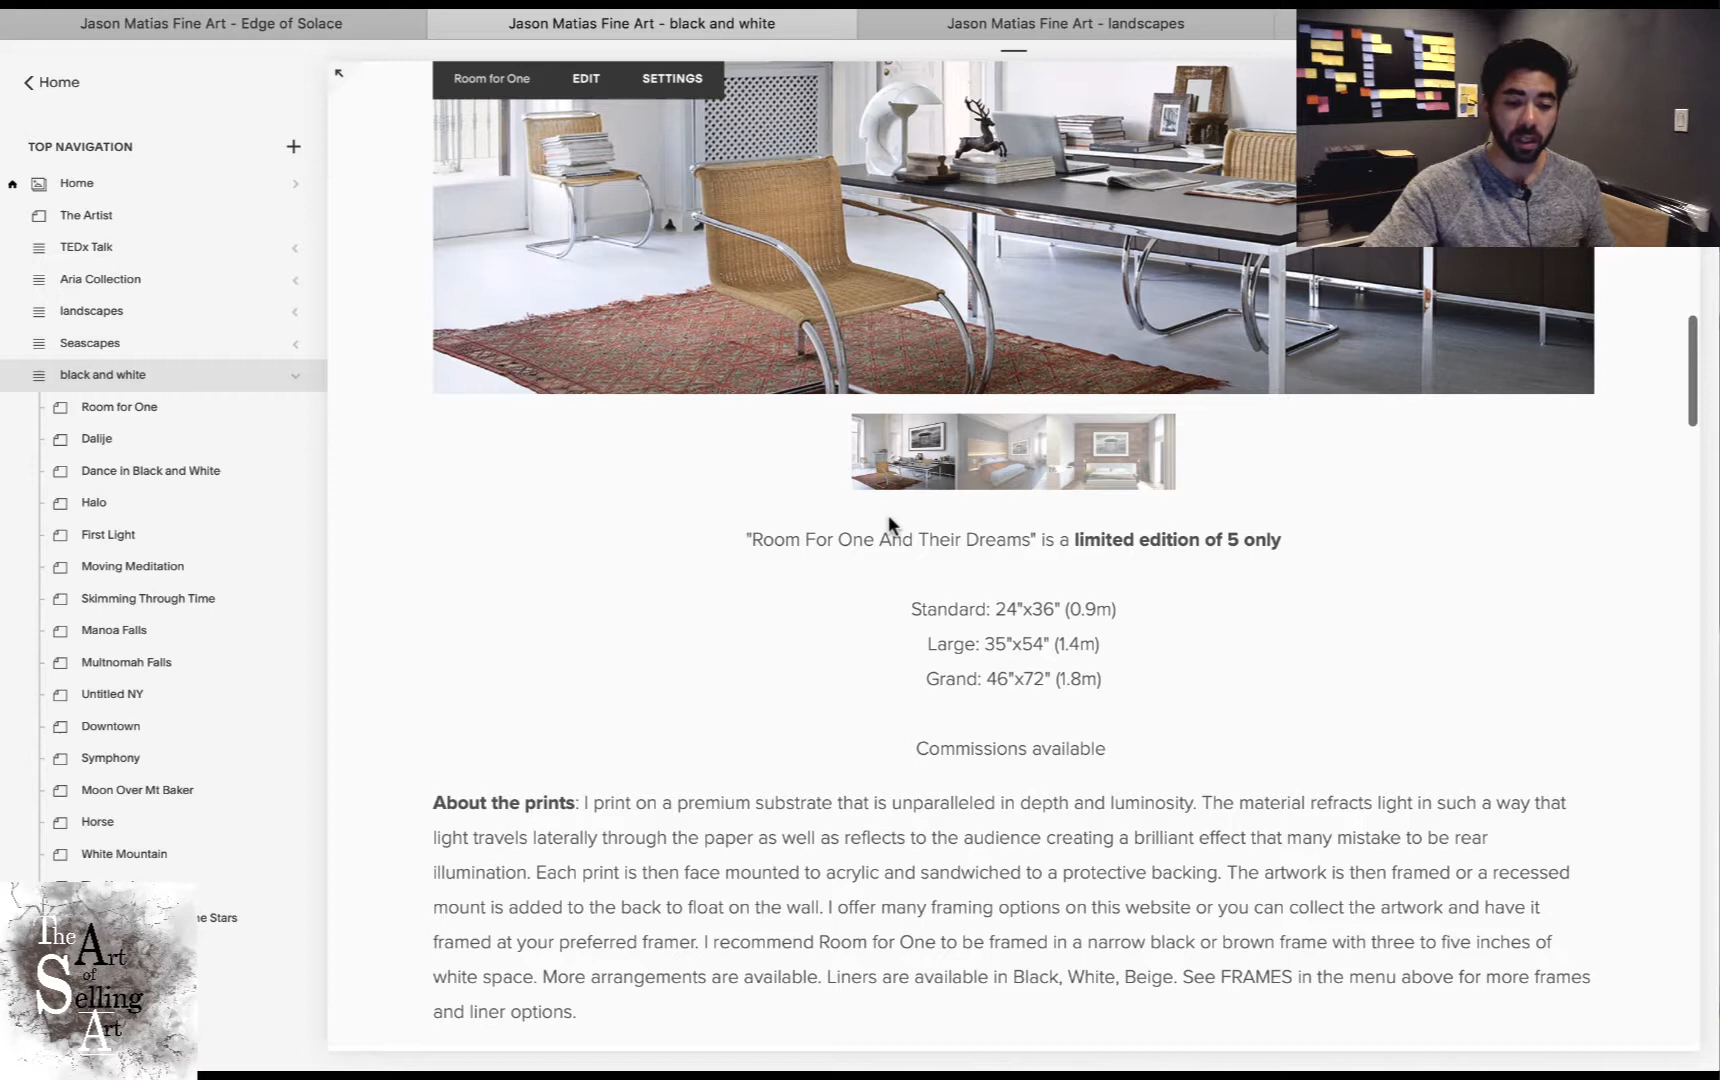 Jason Matias Fine Art - Edge of Solace
Jason Matias Fine Art - black and white
Jason Matias Fine Art - landscapes
Home
TOP NAVIGATION
Home
The Artist
TEDx Talk
Aria Collection
landscapes
Seascapes
black and white
Room for One
Dalije
Dance in Black and White
Halo
First Light
Moving Meditation
Skimming Through Time
Manoa Falls
Multnomah Falls
Untitled NY
Downtown
Symphony
Moon Over Mt Baker
Horse
White Mountain
he Stars
The Art
of
Selling
Art
Room for One EDIT SETTINGS
"Room For One And Their Dreams" is a limited edition of 5 only
Standard: 24"x36" (0.9m)
Large: 35"x54" (1.4m)
Grand: 46"x72" (1.8m)
Commissions available
About the prints: I print on a premium substrate that is unparalleled in depth and luminosity. The material refracts light in such a way that
light travels laterally through the paper as well as reflects to the audience creating a brilliant effect that many mistake to be rear
illumination. Each print is then face mounted to acrylic and sandwiched to a protective backing. The artwork is then framed or a recessed
mount is added to the back to float on the wall. I offer many framing options on this website or you can collect the artwork and have it
framed at your preferred framer. I recommend Room for One to be framed in a narrow black or brown frame with three to five inches of
white space. More arrangements are available. Liners are available in Black, White, Beige. See FRAMES in the menu above for more frames
and liner options.